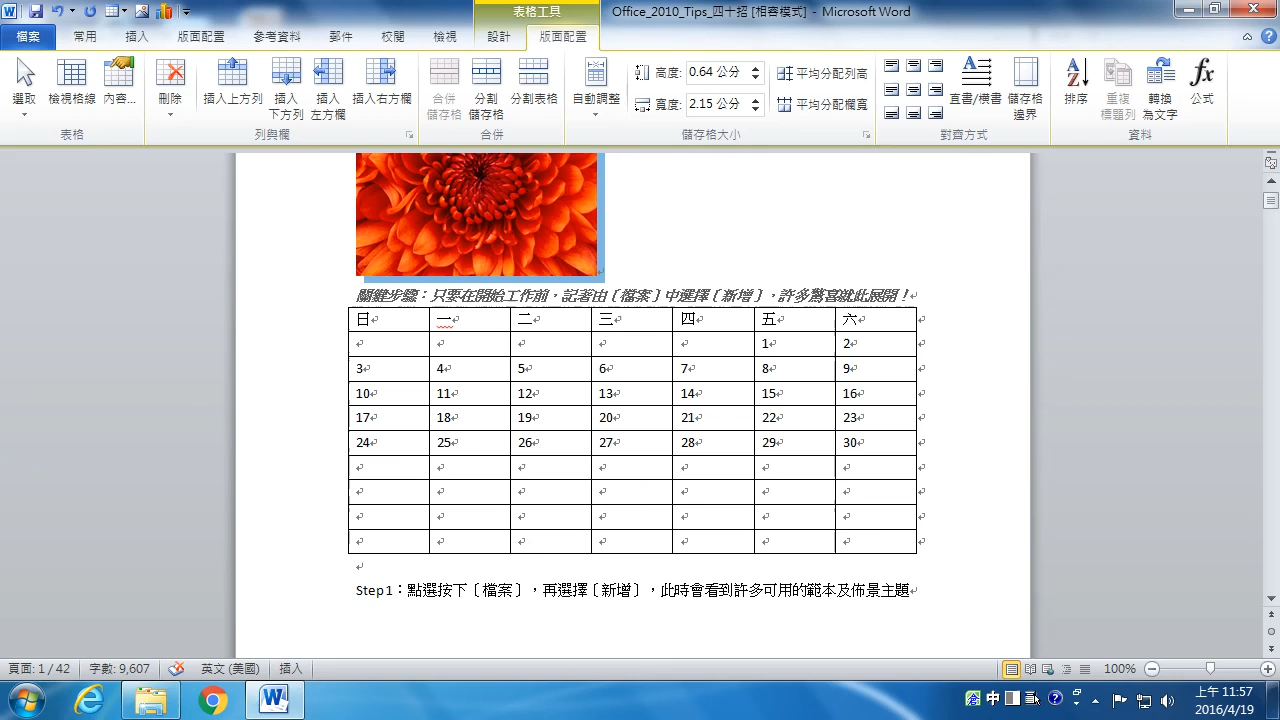 表格工具
Office_2010_Tips_四十招 [相容模式] - Microsoft Word
檔案 常用 插入 版面配置 參考資料 郵件 校閱 檢視 設計 版面配置
選取 檢視格線 內容... 刪除 插入上方列 插入下方列 插入左方欄 插入右方欄 合併儲存格 分割儲存格 分割表格 自動調整 高度: 0.64 公分 平均分配列高 直書/橫書 儲存格邊界 排序 重複標題列 轉換為文字 公式
寬度: 2.15 公分 平均分配欄寬
表格 列與欄 合併 儲存格大小 對齊方式 資料
關鍵步驟：只要在開始工作前，記著由〔檔案〕中選擇〔新增〕，許多驚喜就此展開！
日 一 二 三 四 五 六
1 2
3 4 5 6 7 8 9
10 11 12 13 14 15 16
17 18 19 20 21 22 23
24 25 26 27 28 29 30
Step1：點選按下〔檔案〕，再選擇〔新增〕，此時會看到許多可用的範本及佈景主題
頁面: 1 / 42 字數: 9,607 英文 (美國) 插入 100%
中 上午 11:57
2016/4/19